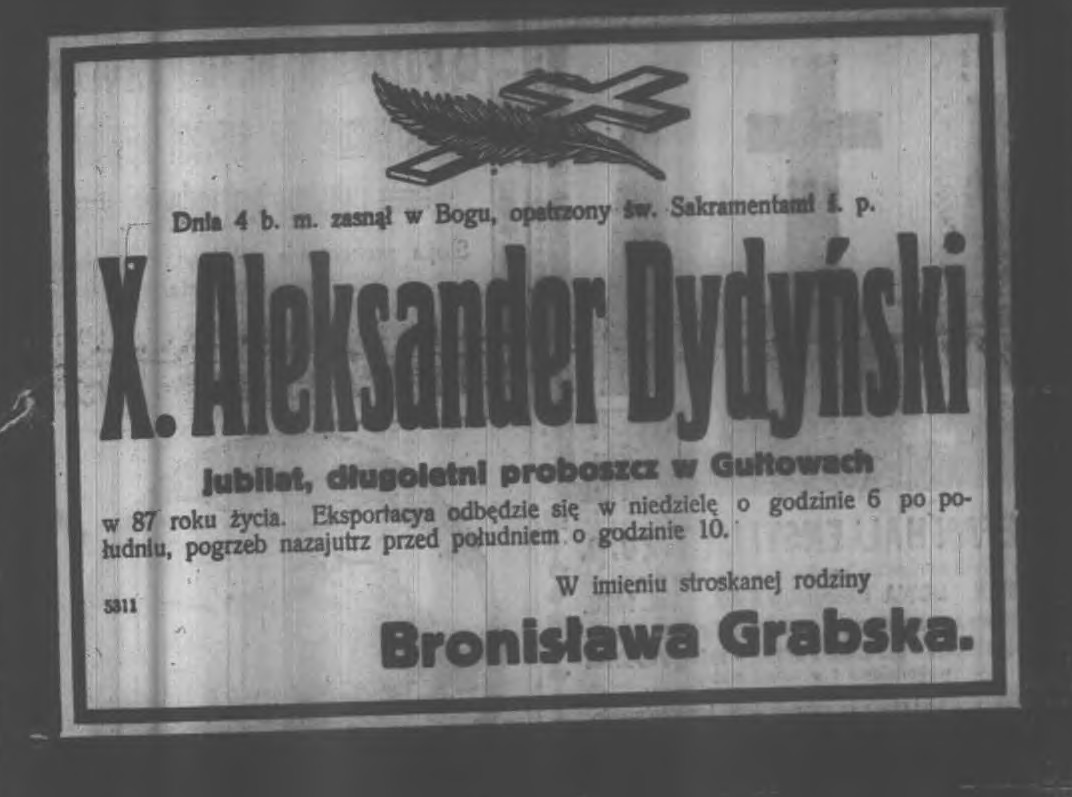 Dnia 4 b. m. zasnął w Bogu, opatrzony św. Sakramentami ś. p.
X. Aleksander Dydyński
jubilat, długoletni proboszcz w Gułtowach
w 87 roku życia. Eksportacya odbędzie się w niedzielę o godzinie 6 po po-
łudniu, pogrzeb nazajutrz przed południem o godzinie 10.
W imieniu stroskanej rodziny
5311
Bronisława Grabska.